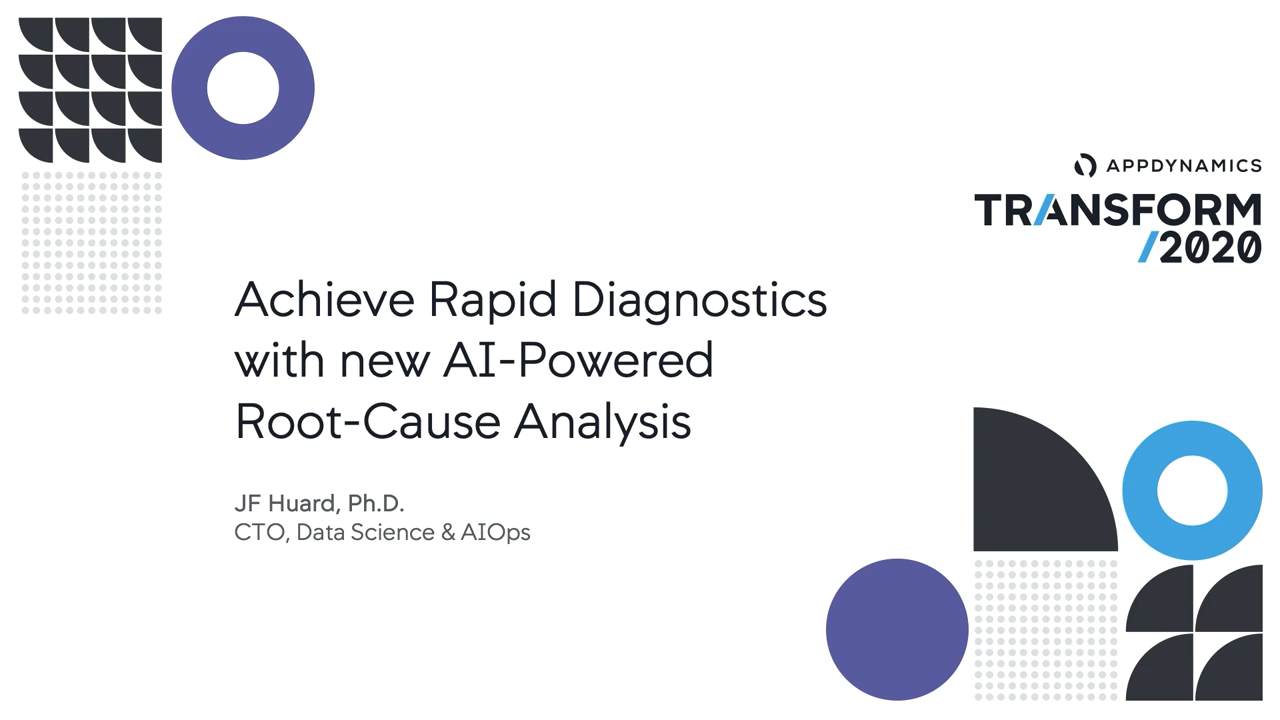 APPDYNAMICS
TRANSFORM
/2020
Achieve Rapid Diagnostics
with new AI-Powered
Root-Cause Analysis
JF Huard, Ph.D.
CTO, Data Science & AIOps